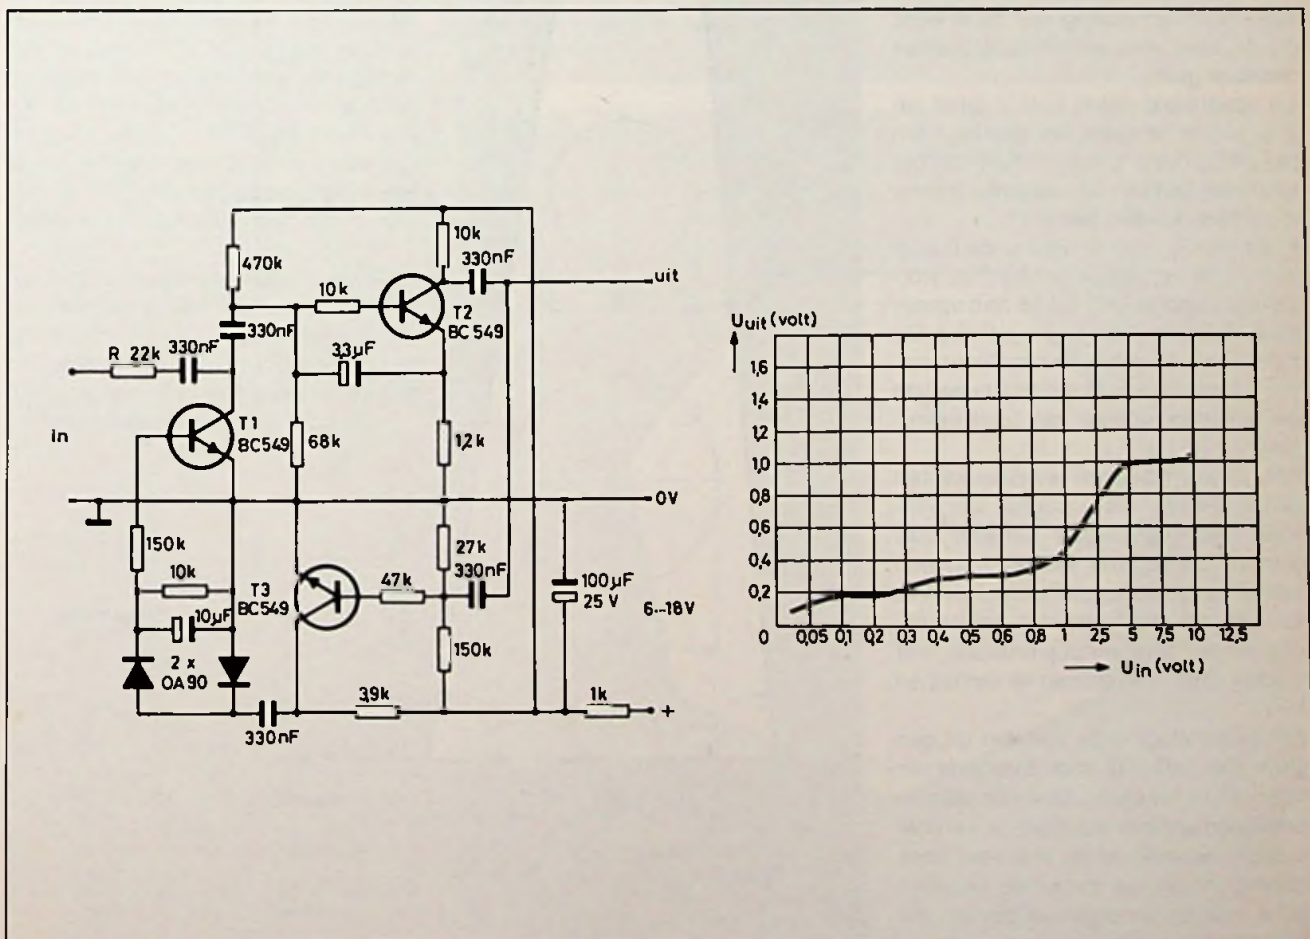 10k
470k
330nF
uit
10k
T2
BC 549
330nF
3,3µF
R 22k
330nF
in
T1
BC549
68k
1,2k
0V
150k
10k
T3
BC549
10µF
2 x
OA90
47k
27k
330nF
100µF
25 V
6...18V
150k
3,9k
1k
+
330nF
Uuit (volt)
1,6
1,4
1,2
1,0
0,8
0,6
0,4
0,2
0 0,05 0,1 0,2 0,3 0,4 0,5 0,6 0,8 1 2,5 5 7,5 10 12,5
Uin (volt)